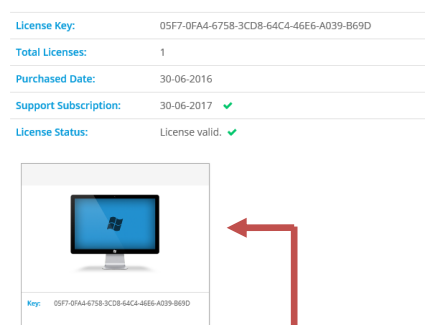 License Key: 05F7-0FA4-6758-3CD8-64C4-46E6-A039-B69D
Total Licenses: 1
Purchased Date: 30-06-2016
Support Subscription: 30-06-2017 ✔
License Status: License valid. ✔
Key: 05F7-0FA4-6758-3CD8-64C4-46E6-A039-B69D